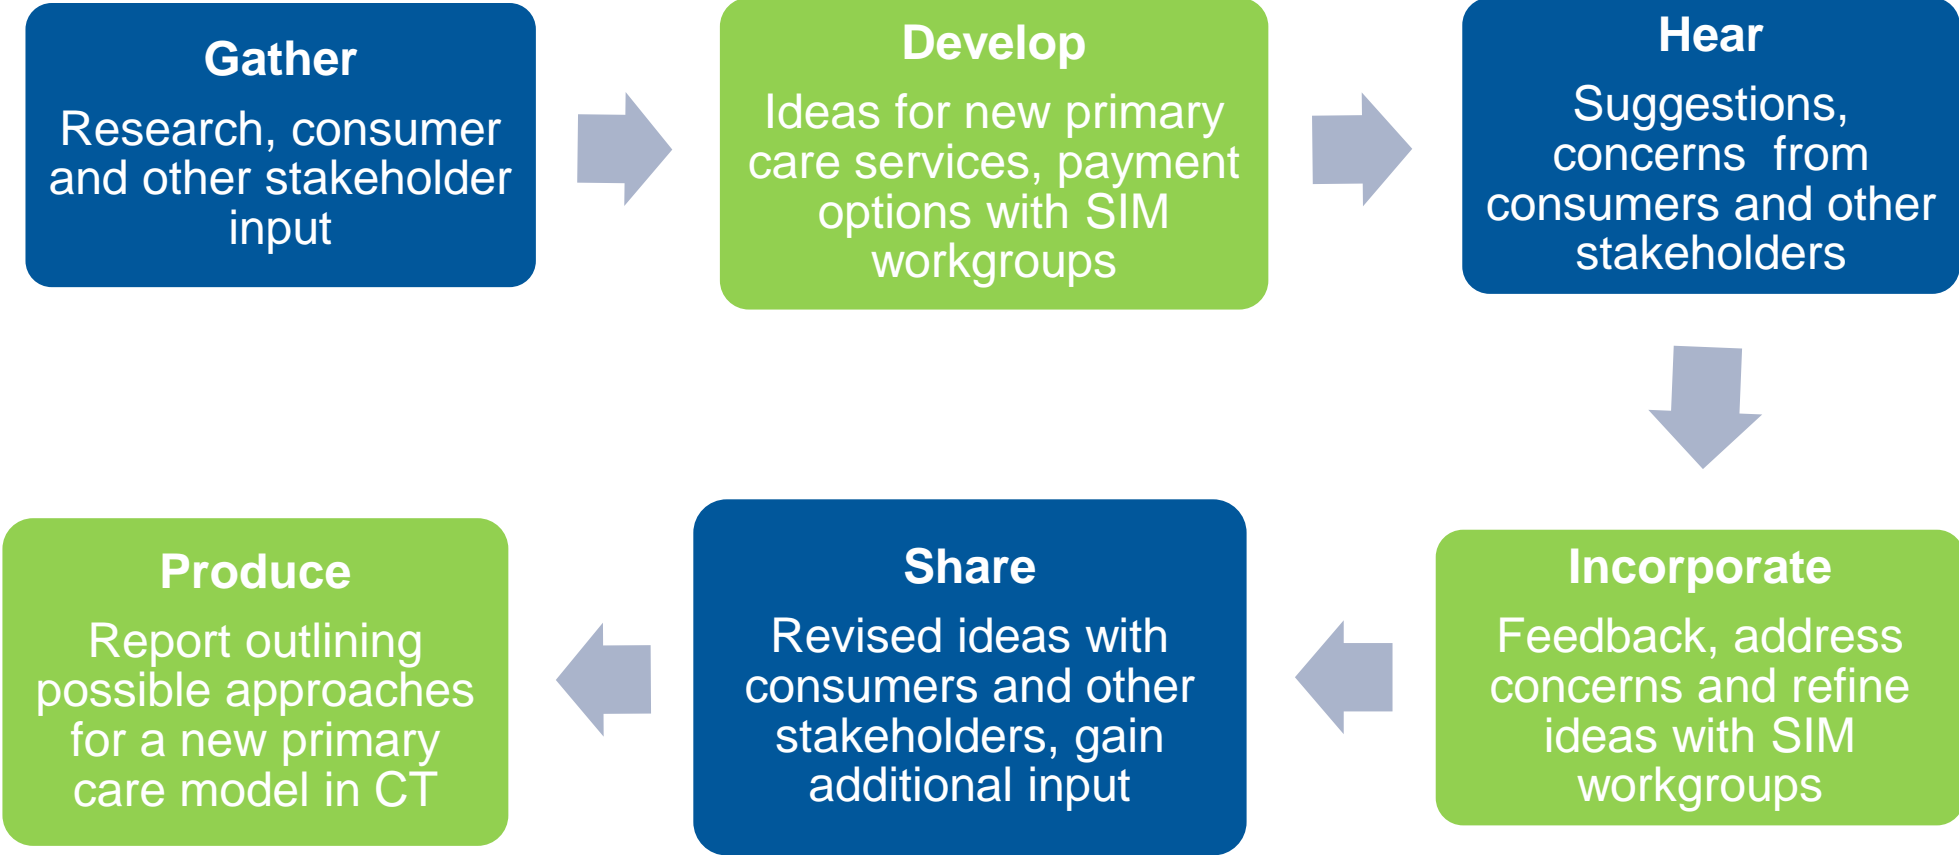 Gather
Research, consumer
and other stakeholder
input
Develop
Ideas for new primary
care services, payment
options with SIM
workgroups
Hear
Suggestions,
concerns  from
consumers and other
stakeholders
Incorporate
Feedback, address
concerns and refine
ideas with SIM
workgroups
Share
Revised ideas with
consumers and other
stakeholders, gain
additional input
Produce
Report outlining
possible approaches
for a new primary
care model in CT